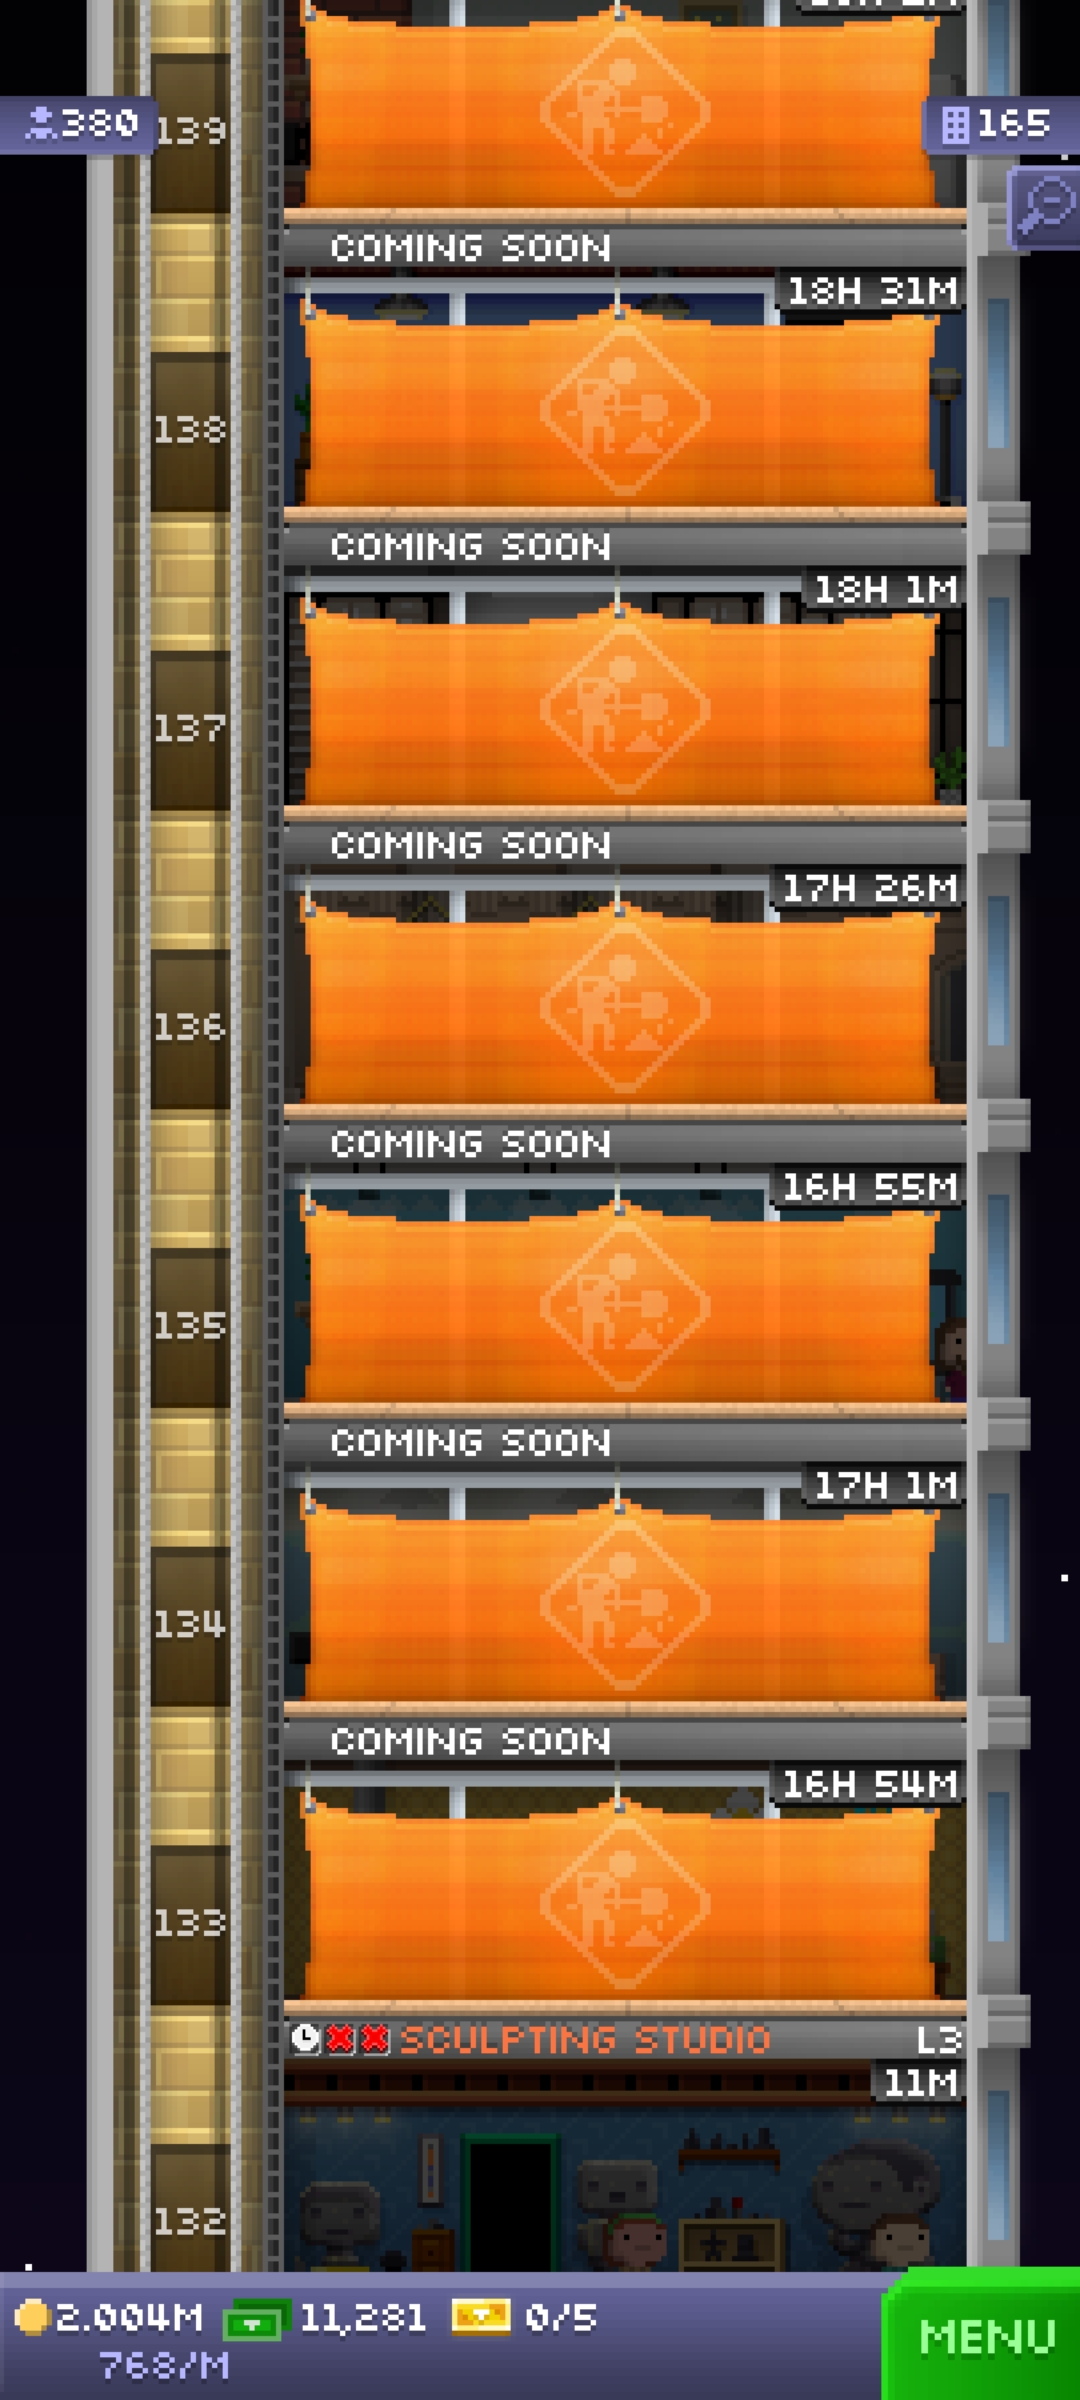 380
139
165
COMING SOON
18H 31M
138
COMING SOON
18H 1M
137
COMING SOON
17H 26M
136
COMING SOON
16H 55M
135
COMING SOON
17H 1M
134
COMING SOON
16H 54M
133
SCULPTING STUDIO L3
11M
132
2.004M 11,281 0/5
768/M
MENU